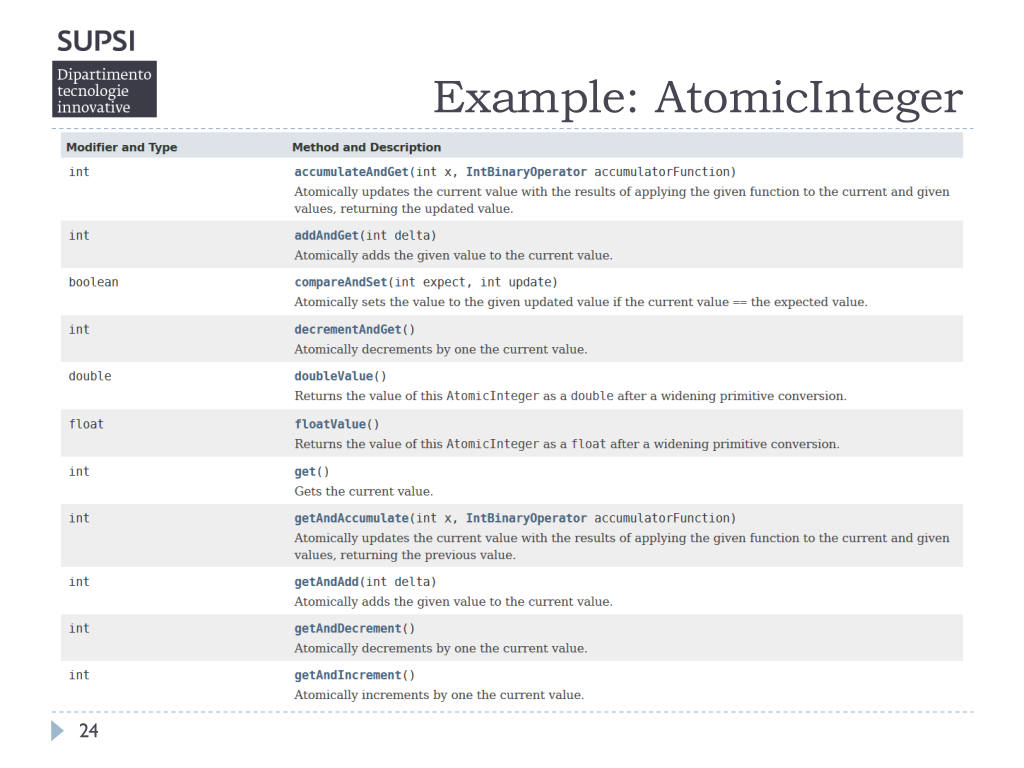 SUPSI
Dipartimento
tecnologie
innovative
Example: AtomicInteger
Modifier and Type Method and Description
int accumulateAndGet(int x, IntBinaryOperator accumulatorFunction)
Atomically updates the current value with the results of applying the given function to the current and given
values, returning the updated value.
int addAndGet(int delta)
Atomically adds the given value to the current value.
boolean compareAndSet(int expect, int update)
Atomically sets the value to the given updated value if the current value == the expected value.
int decrementAndGet()
Atomically decrements by one the current value.
double doubleValue()
Returns the value of this AtomicInteger as a double after a widening primitive conversion.
float floatValue()
Returns the value of this AtomicInteger as a float after a widening primitive conversion.
int get()
Gets the current value.
int getAndAccumulate(int x, IntBinaryOperator accumulatorFunction)
Atomically updates the current value with the results of applying the given function to the current and given
values, returning the previous value.
int getAndAdd(int delta)
Atomically adds the given value to the current value.
int getAndDecrement()
Atomically decrements by one the current value.
int getAndIncrement()
Atomically increments by one the current value.
24